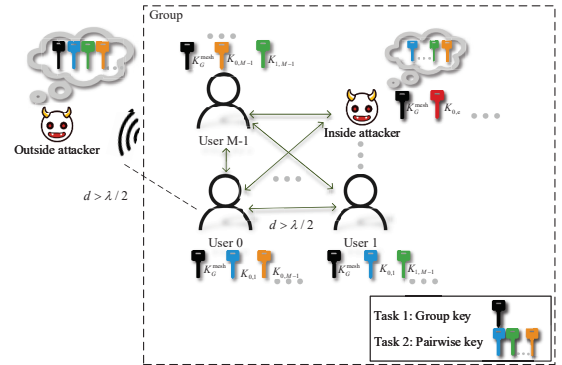 Group
K_G^mesh K_{0,M-1} K_{1,M-1}
K_G^mesh K_{0,e}
User M-1
Inside attacker
Outside attacker
d > λ / 2
d > λ / 2
User 0
User 1
K_G^mesh K_{0,1} K_{0,M-1}
K_G^mesh K_{0,1} K_{1,M-1}
Task 1: Group key
Task 2: Pairwise key